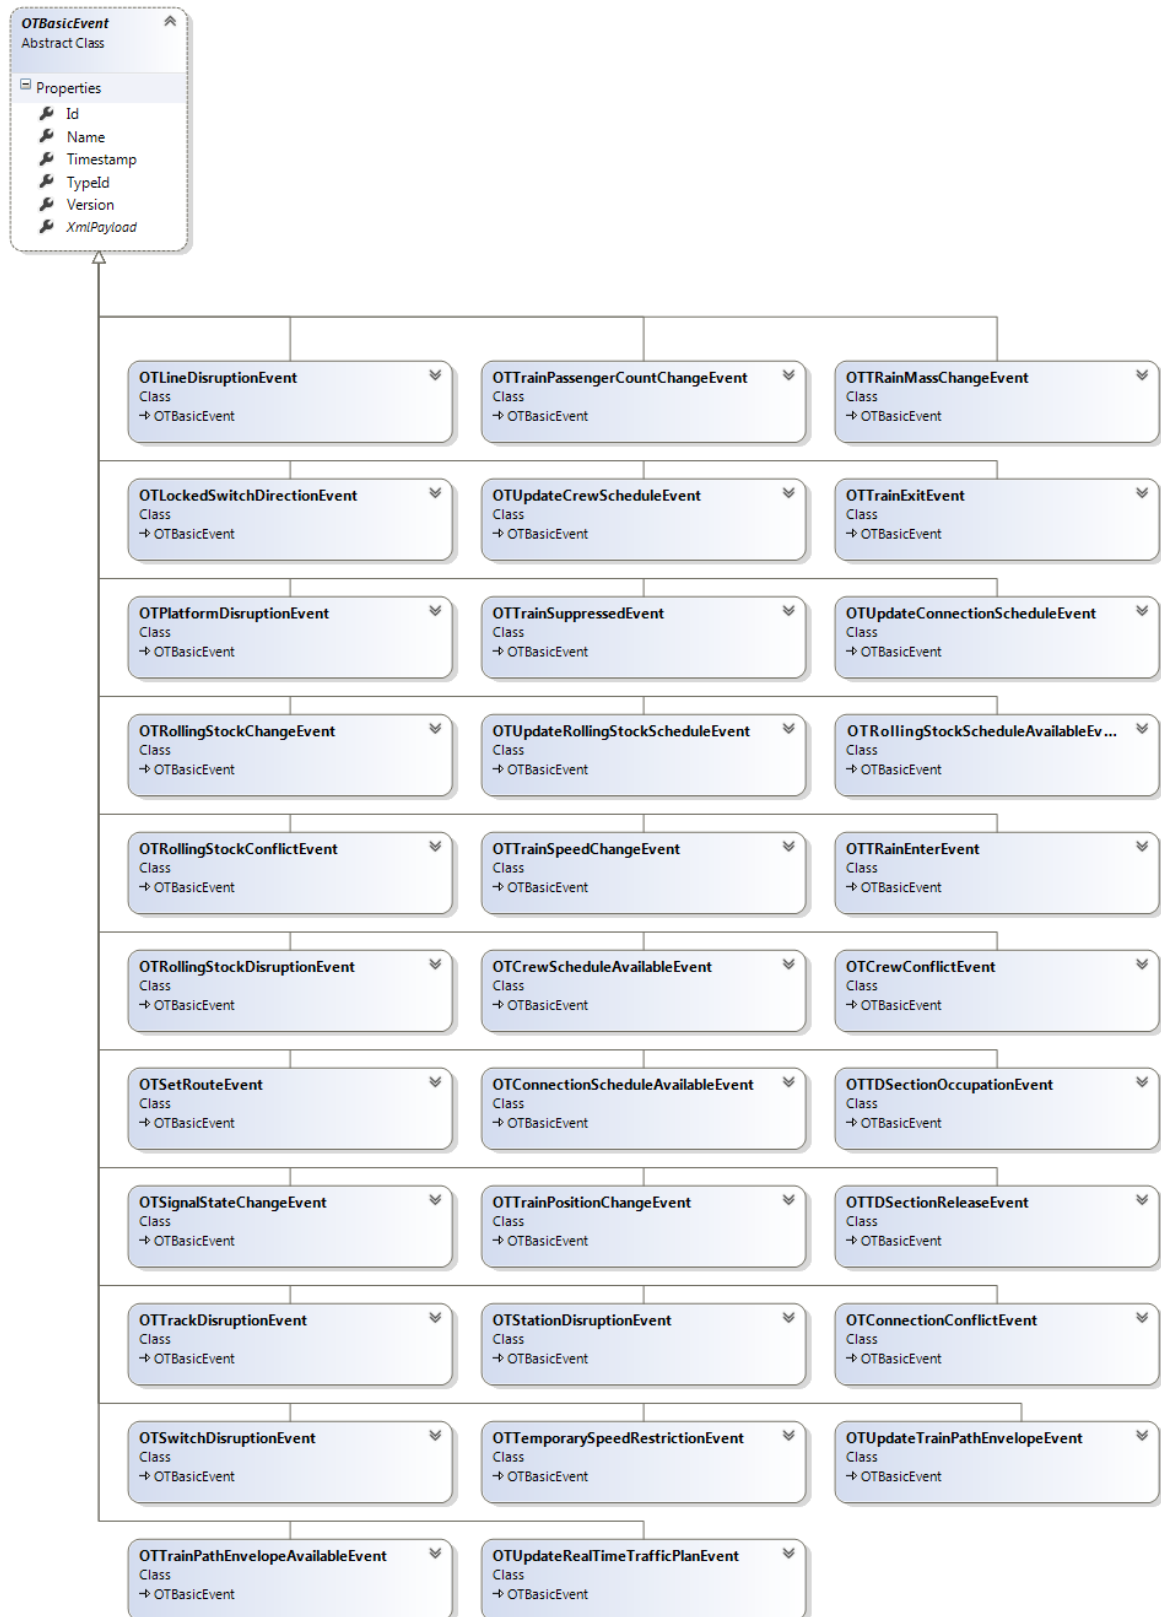 OTBasicEvent
Abstract Class
Properties
Id
Name
Timestamp
TypeId
Version
XmlPayload
OTLineDisruptionEvent
Class
OTBasicEvent
OTTrainPassengerCountChangeEvent
Class
OTBasicEvent
OTTRainMassChangeEvent
Class
OTBasicEvent
OTLockedSwitchDirectionEvent
Class
OTBasicEvent
OTUpdateCrewScheduleEvent
Class
OTBasicEvent
OTTrainExitEvent
Class
OTBasicEvent
OTPlatformDisruptionEvent
Class
OTBasicEvent
OTTrainSuppressedEvent
Class
OTBasicEvent
OTUpdateConnectionScheduleEvent
Class
OTBasicEvent
OTRollingStockChangeEvent
Class
OTBasicEvent
OTUpdateRollingStockScheduleEvent
Class
OTBasicEvent
OTRollingStockScheduleAvailableEv...
Class
OTBasicEvent
OTRollingStockConflictEvent
Class
OTBasicEvent
OTTrainSpeedChangeEvent
Class
OTBasicEvent
OTTRainEnterEvent
Class
OTBasicEvent
OTRollingStockDisruptionEvent
Class
OTBasicEvent
OTCrewScheduleAvailableEvent
Class
OTBasicEvent
OTCrewConflictEvent
Class
OTBasicEvent
OTSetRouteEvent
Class
OTBasicEvent
OTConnectionScheduleAvailableEvent
Class
OTBasicEvent
OTTDSectionOccupationEvent
Class
OTBasicEvent
OTSignalStateChangeEvent
Class
OTBasicEvent
OTTrainPositionChangeEvent
Class
OTBasicEvent
OTTDSectionReleaseEvent
Class
OTBasicEvent
OTTrackDisruptionEvent
Class
OTBasicEvent
OTStationDisruptionEvent
Class
OTBasicEvent
OTConnectionConflictEvent
Class
OTBasicEvent
OTSwitchDisruptionEvent
Class
OTBasicEvent
OTTemporarySpeedRestrictionEvent
Class
OTBasicEvent
OTUpdateTrainPathEnvelopeEvent
Class
OTBasicEvent
OTTrainPathEnvelopeAvailableEvent
Class
OTBasicEvent
OTUpdateRealTimeTrafficPlanEvent
Class
OTBasicEvent